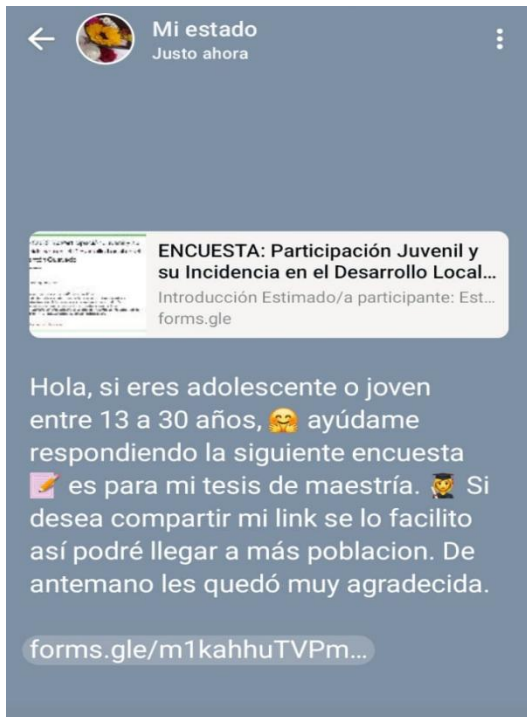 Mi estado
Justo ahora
ENCUESTA: Participación Juvenil y
su Incidencia en el Desarrollo Local...
Introducción Estimado/a participante: Est...
forms.gle
Hola, si eres adolescente o joven
entre 13 a 30 años, 🤗 ayúdame
respondiendo la siguiente encuesta
📝 es para mi tesis de maestría. 👩‍🎓 Si
desea compartir mi link se lo facilito
así podré llegar a más poblacion. De
antemano les quedó muy agradecida.
forms.gle/m1kahhuTVPm...